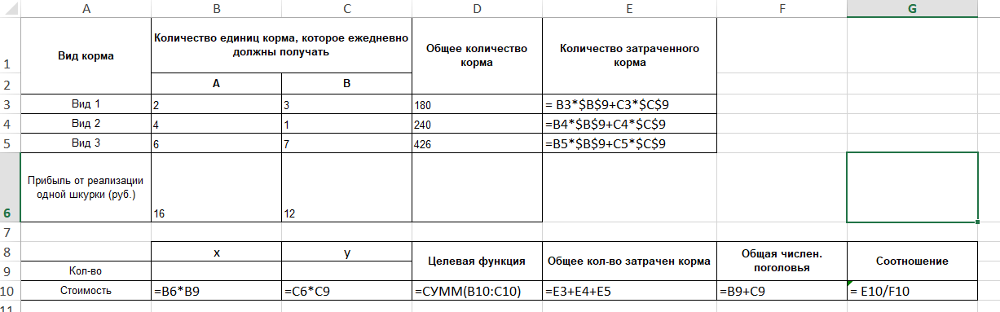 A B C D E F G
1 Вид корма Количество единиц корма, которое ежедневно
должны получать Общее количество
корма Количество затраченного
корма
2 A B
3 Вид 1 2 3 180 = B3*$B$9+C3*$C$9
4 Вид 2 4 1 240 =B4*$B$9+C4*$C$9
5 Вид 3 6 7 426 =B5*$B$9+C5*$C$9
6 Прибыль от реализации
одной шкурки (руб.) 16 12
7
8 x y Целевая функция Общее кол-во затрачен корма Общая числен.
поголовья Соотношение
9 Кол-во
10 Стоимость =B6*B9 =C6*C9 =СУММ(B10:C10) =E3+E4+E5 =B9+C9 = E10/F10
11